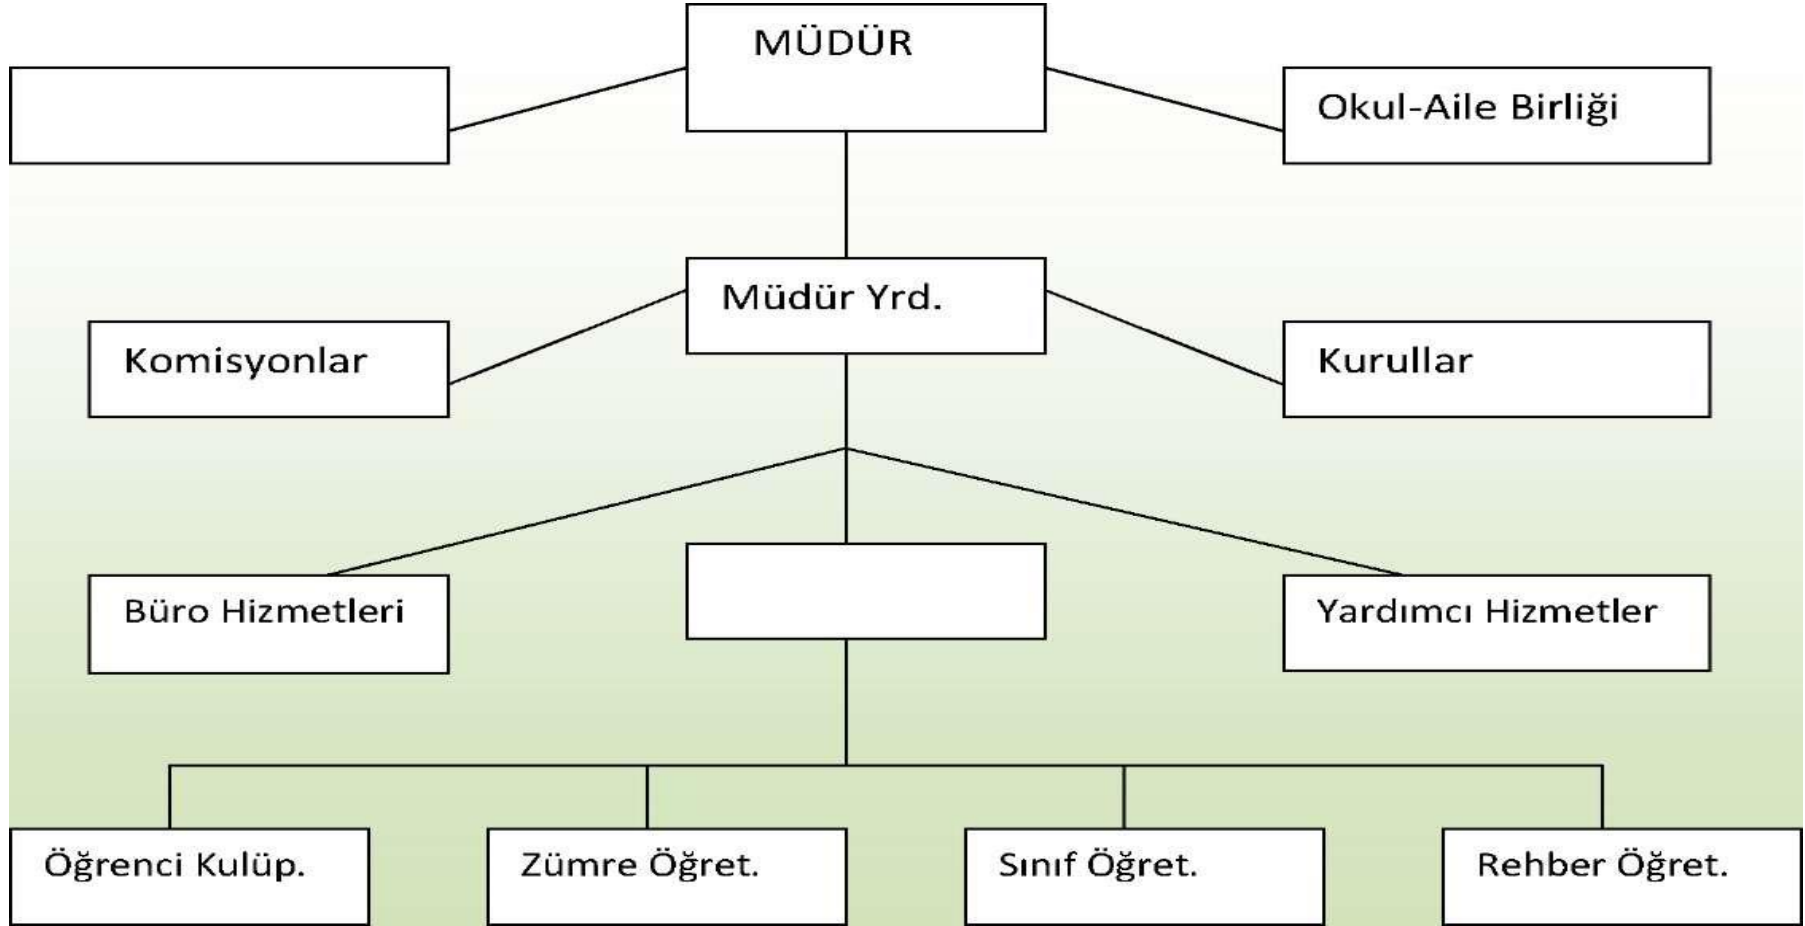 MÜDÜR
Okul-Aile Birliği
Müdür Yrd.
Komisyonlar
Kurullar
Büro Hizmetleri
Yardımcı Hizmetler
Öğrenci Kulüp.
Zümre Öğret.
Sınıf Öğret.
Rehber Öğret.